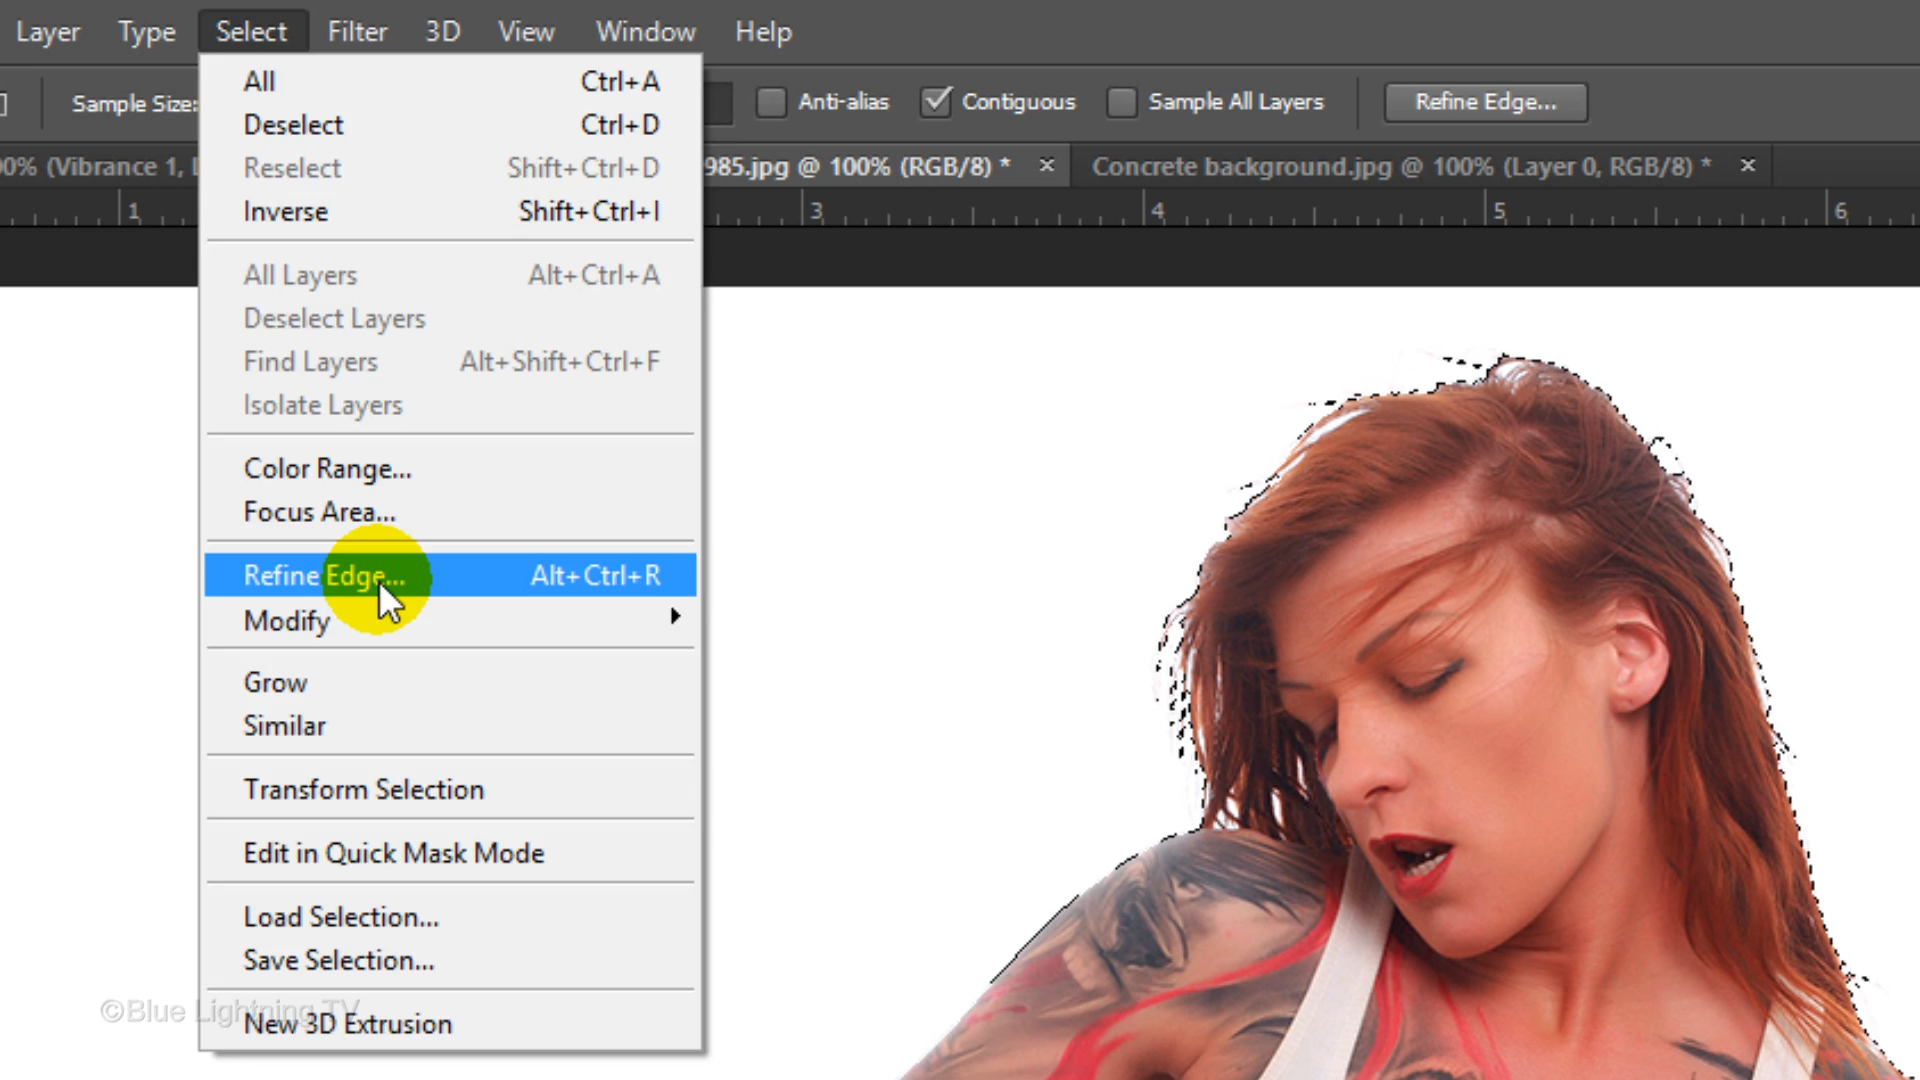 Layer Type Select Filter 3D View Window Help
Sample Size: Anti-alias Contiguous Sample All Layers Refine Edge...
0% (Vibrance 1, 985.jpg @ 100% (RGB/8) * × Concrete background.jpg @ 100% (Layer 0, RGB/8) * ×
1 3 4 5 6
All Ctrl+A
Deselect Ctrl+D
Reselect Shift+Ctrl+D
Inverse Shift+Ctrl+I
All Layers Alt+Ctrl+A
Deselect Layers
Find Layers Alt+Shift+Ctrl+F
Isolate Layers
Color Range...
Focus Area...
Refine Edge... Alt+Ctrl+R
Modify
Grow
Similar
Transform Selection
Edit in Quick Mask Mode
Load Selection...
Save Selection...
©Blue Lightning TV
New 3D Extrusion